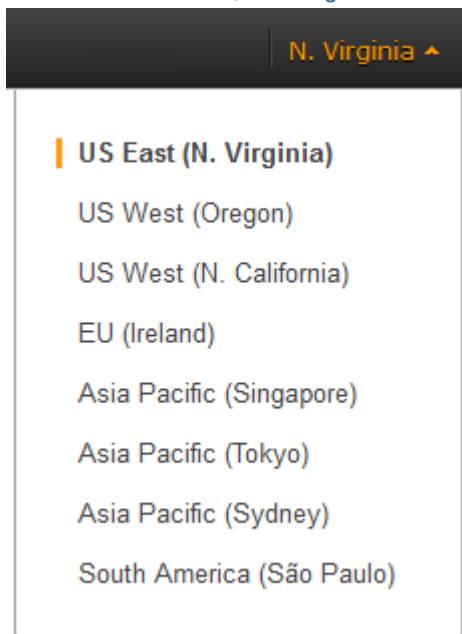 N. Virginia
US East (N. Virginia)
US West (Oregon)
US West (N. California)
EU (Ireland)
Asia Pacific (Singapore)
Asia Pacific (Tokyo)
Asia Pacific (Sydney)
South America (São Paulo)